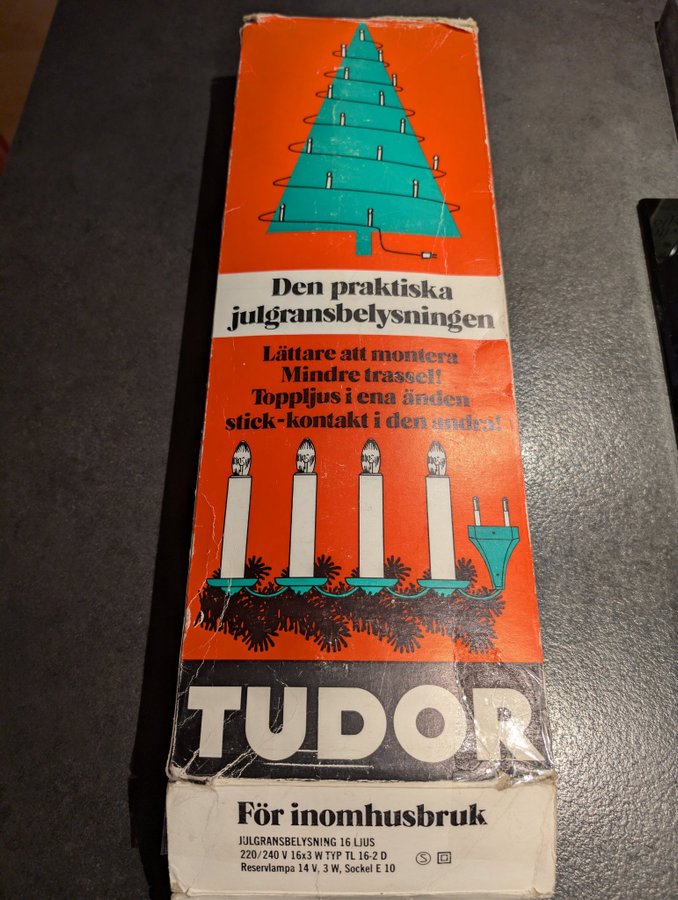 Den praktiska
julgransbelysningen
Lättare att montera
Mindre trassel!
Toppljus i ena änden
stick-kontakt i den andra!
TUDOR
För inomhusbruk
JULGRANSBELYSNING 16 LJUS
220/240 V 16x3 W TYP TL 16-2 D
Reservlampa 14 V, 3 W, Sockel E 10
S